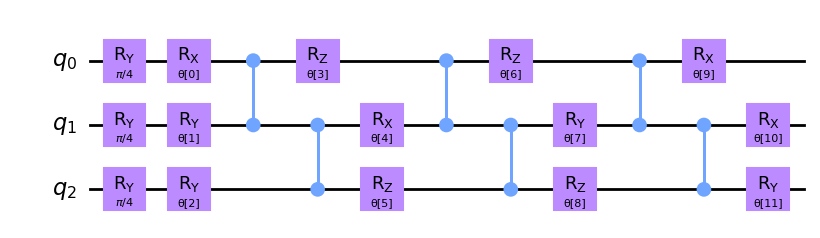 q0 RY π/4 RX θ[0] RZ θ[3] RZ θ[6] RX θ[9]
q1 RY π/4 RY θ[1] RX θ[4] RY θ[7] RX θ[10]
q2 RY π/4 RY θ[2] RZ θ[5] RZ θ[8] RY θ[11]